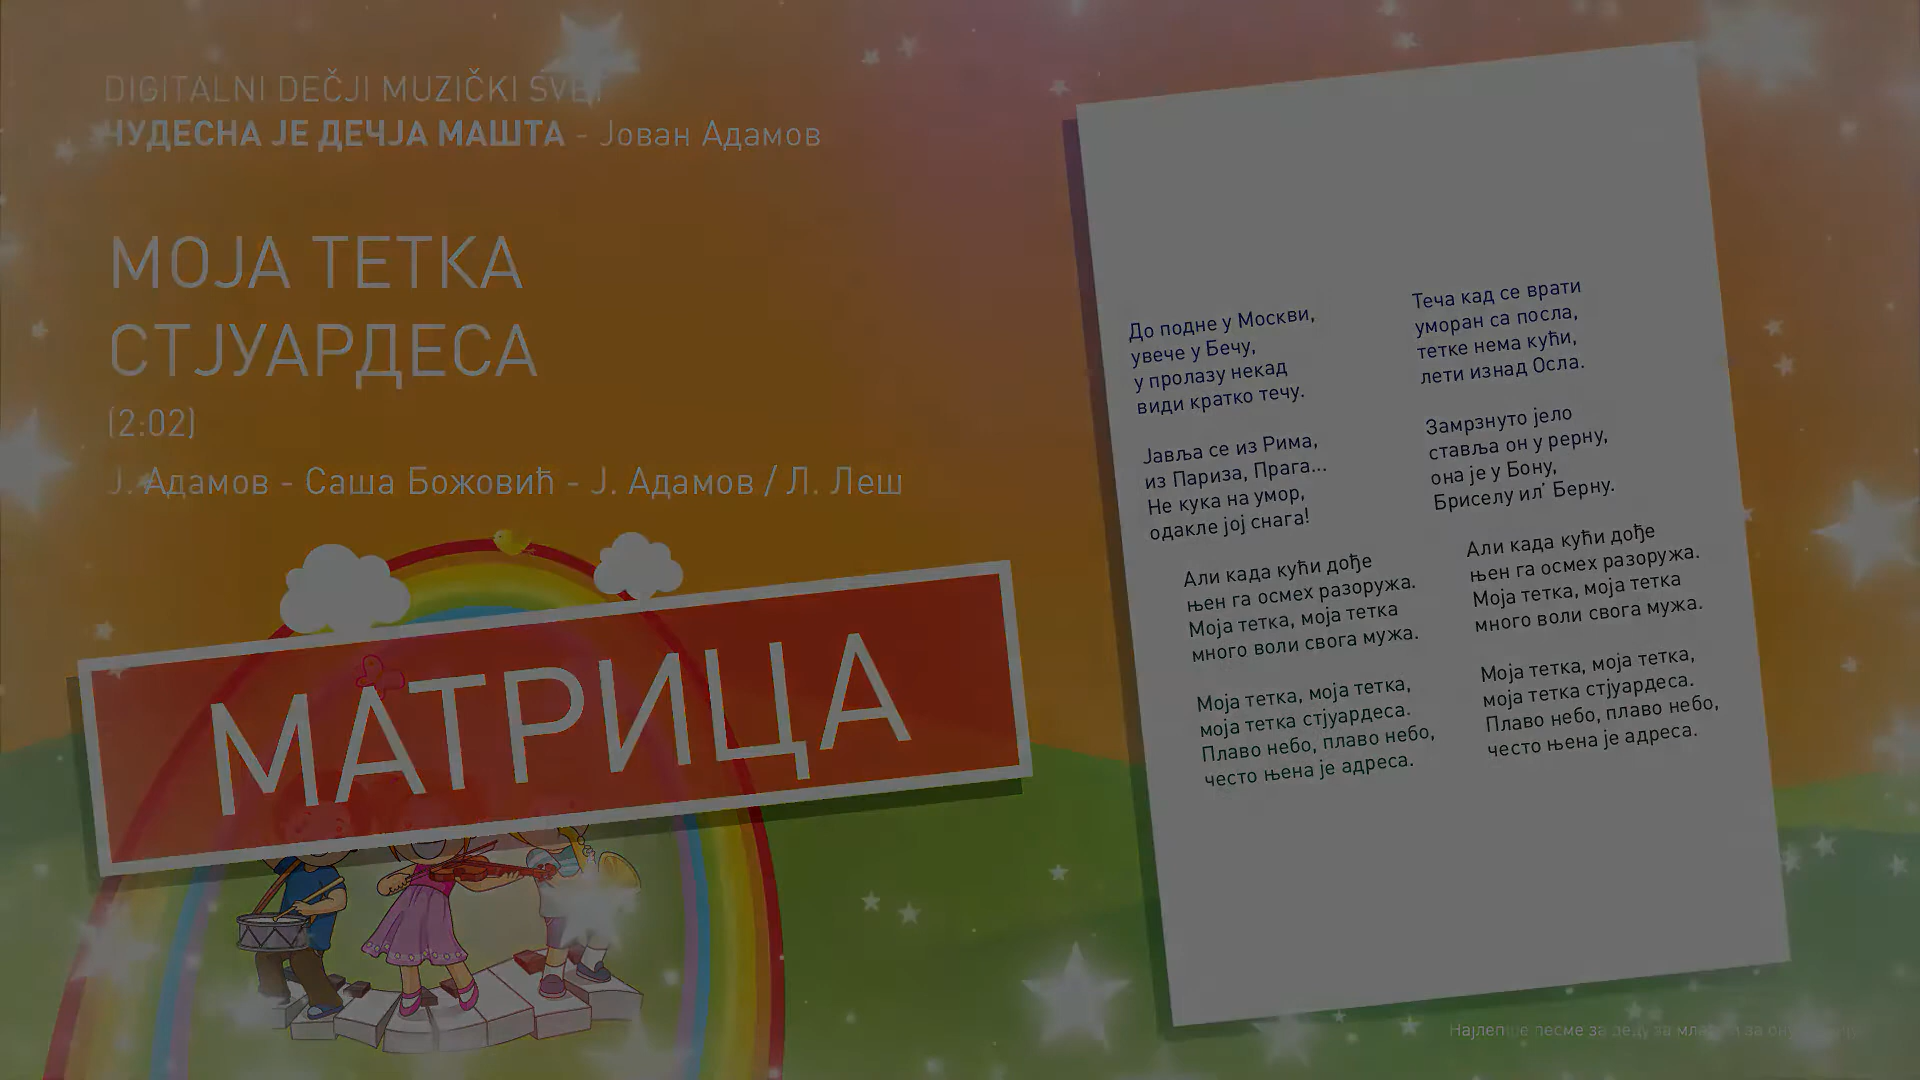 DIGITALNI DEČJI MUZIČKI SVET
ЧУДЕСНА ЈЕ ДЕЧЈА МАШТА - Јован Адамов
МОЈА ТЕТКА
СТЈУАРДЕСА
(2:02)
Ј. Адамов - Саша Божовић - Ј. Адамов / Л. Леш
МАТРИЦА
До подне у Москви,
увече у Бечу,
у пролазу некад
види кратко течу.
Јавља се из Рима,
из Париза, Прага...
Не кука на умор,
одакле јој снага!
Али када кући дође
њен га осмех разоружа.
Моја тетка, моја тетка
много воли свога мужа.
Моја тетка, моја тетка,
моја тетка стјуардеса.
Плаво небо, плаво небо,
често њена је адреса.
Теча кад се врати
уморан са посла,
тетке нема кући,
лети изнад Осла.
Замрзнуто јело
ставља он у рерну,
она је у Бону,
Бриселу ил' Берну.
Али када кући дође
њен га осмех разоружа.
Моја тетка, моја тетка
много воли свога мужа.
Моја тетка, моја тетка,
моја тетка стјуардеса.
Плаво небо, плаво небо,
често њена је адреса.
Најлепше песме за децу за